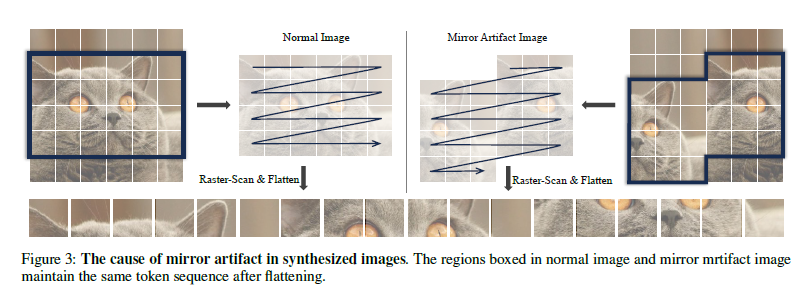 Normal Image
Mirror Artifact Image
Raster-Scan & Flatten
Raster-Scan & Flatten
Figure 3: The cause of mirror artifact in synthesized images. The regions boxed in normal image and mirror mrtifact image
maintain the same token sequence after flattening.